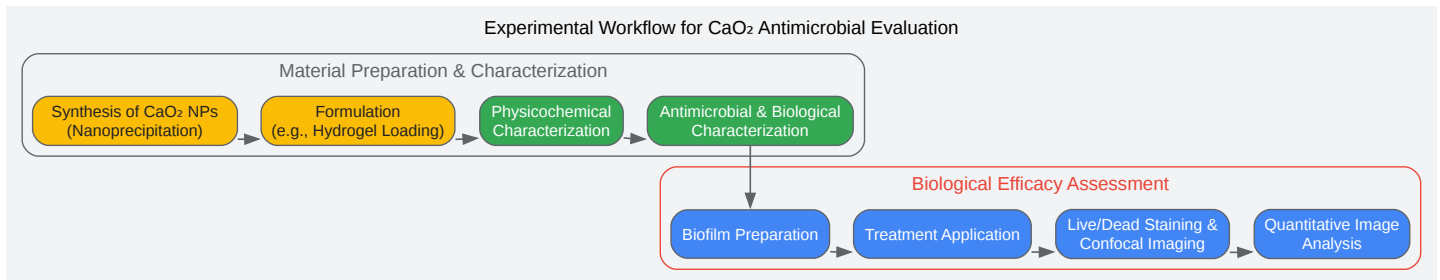 Experimental Workflow for CaO₂ Antimicrobial Evaluation
Material Preparation & Characterization
Synthesis of CaO₂ NPs
(Nanoprecipitation)
Formulation
(e.g., Hydrogel Loading)
Physicochemical
Characterization
Antimicrobial & Biological
Characterization
Biological Efficacy Assessment
Biofilm Preparation
Treatment Application
Live/Dead Staining &
Confocal Imaging
Quantitative Image
Analysis